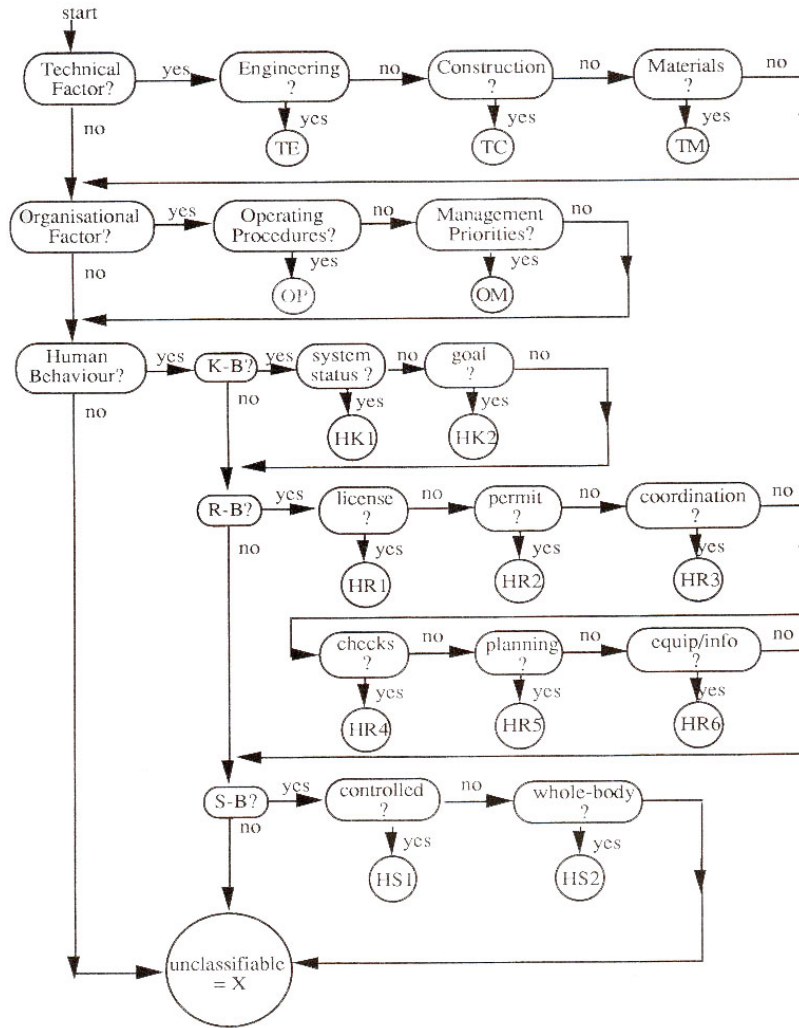 start
Technical
Factor?
yes
Engineering
?
no
Construction
?
no
Materials
?
no
no
yes
yes
yes
TE
TC
TM
Organisational
Factor?
yes
Operating
Procedures?
no
Management
Priorities?
no
no
yes
yes
OP
OM
Human
Behaviour?
yes
K-B?
yes
system
status ?
no
goal
?
no
no
no
yes
yes
HK1
HK2
R-B?
yes
license
?
no
permit
?
no
coordination
?
no
no
yes
yes
yes
HR1
HR2
HR3
checks
?
no
planning
?
no
equip/info
?
no
yes
yes
yes
HR4
HR5
HR6
S-B?
yes
controlled
?
no
whole-body
?
no
yes
yes
HS1
HS2
unclassifiable
= X